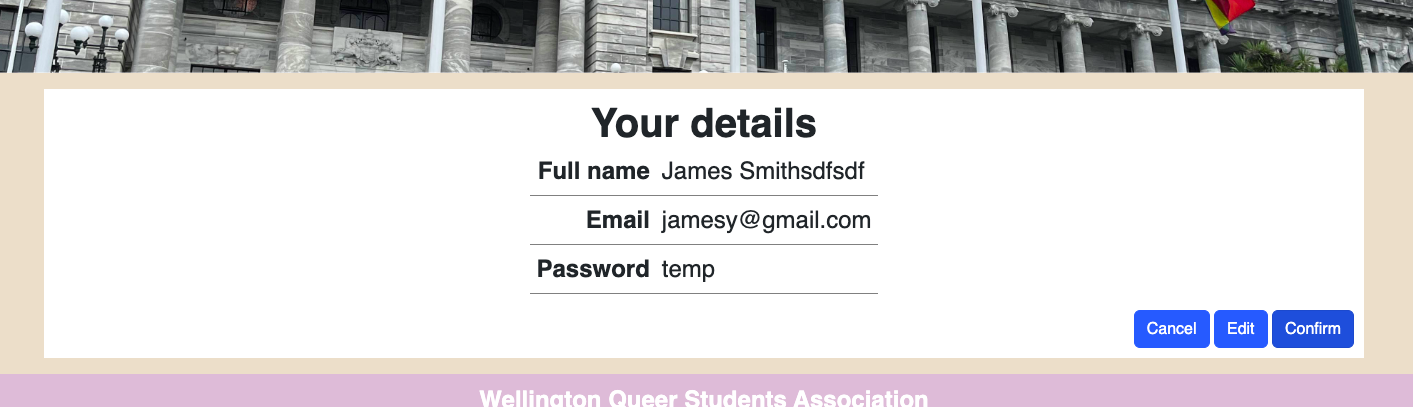 Your details
Full name James Smithsdfsdf
Email jamesy@gmail.com
Password temp
Cancel Edit Confirm
Wellington Queer Students Association